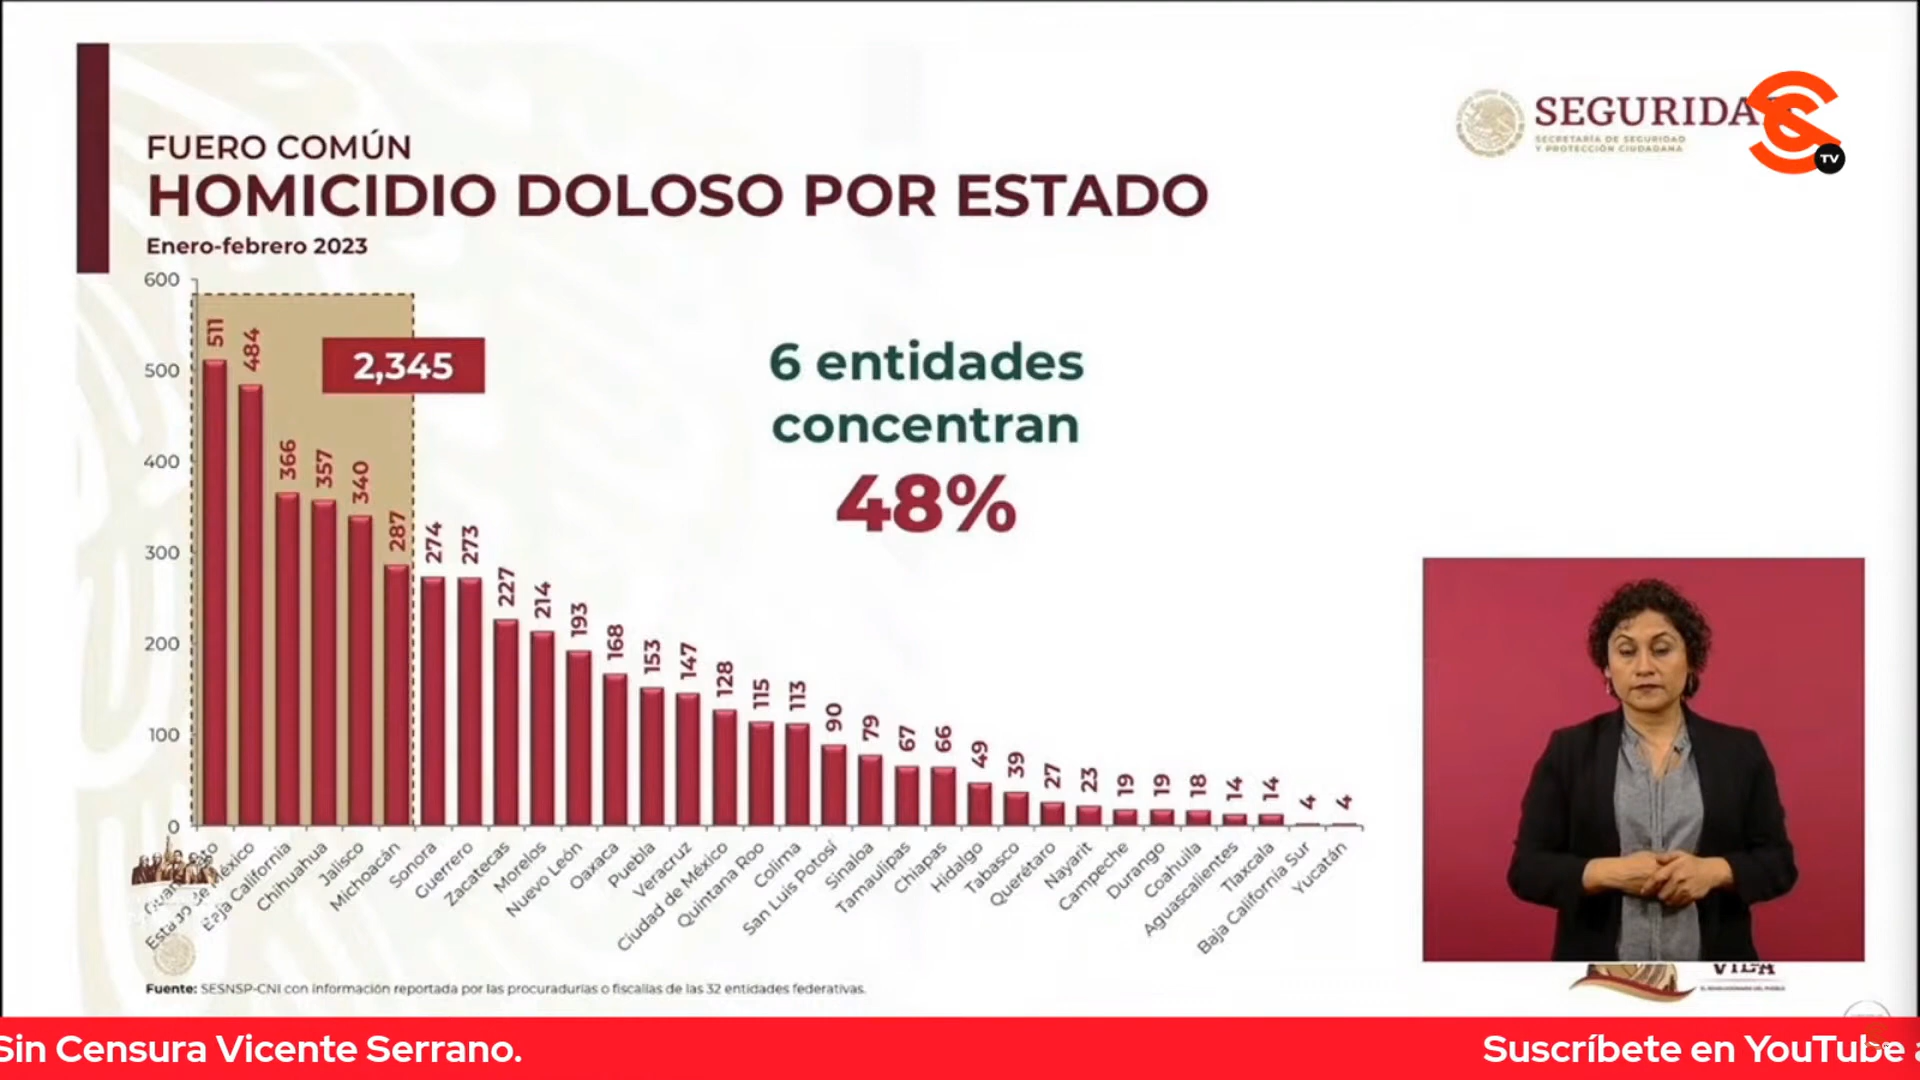 SEGURIDA
SECRETARÍA DE SEGURIDAD
Y PROTECCIÓN CIUDADANA
TV
FUERO COMÚN
HOMICIDIO DOLOSO POR ESTADO
Enero-febrero 2023
600
500
400
300
200
100
0
511
484
366
357
340
287
274
273
227
214
193
168
153
147
128
115
113
90
79
67
66
49
39
27
23
19
19
18
14
14
4
4
2,345
6 entidades
concentran
48%
Estado de México
Baja California
Chihuahua
Jalisco
Michoacán
Sonora
Guerrero
Zacatecas
Morelos
Nuevo León
Oaxaca
Puebla
Veracruz
Ciudad de México
Quintana Roo
Colima
San Luis Potosí
Sinaloa
Tamaulipas
Chiapas
Hidalgo
Tabasco
Querétaro
Nayarit
Campeche
Durango
Coahuila
Aguascalientes
Tlaxcala
Baja California Sur
Yucatán
Fuente: SESNSP-CNI con información reportada por las procuradurías o fiscalías de las 32 entidades federativas.
Sin Censura Vicente Serrano.
Suscríbete en YouTube a